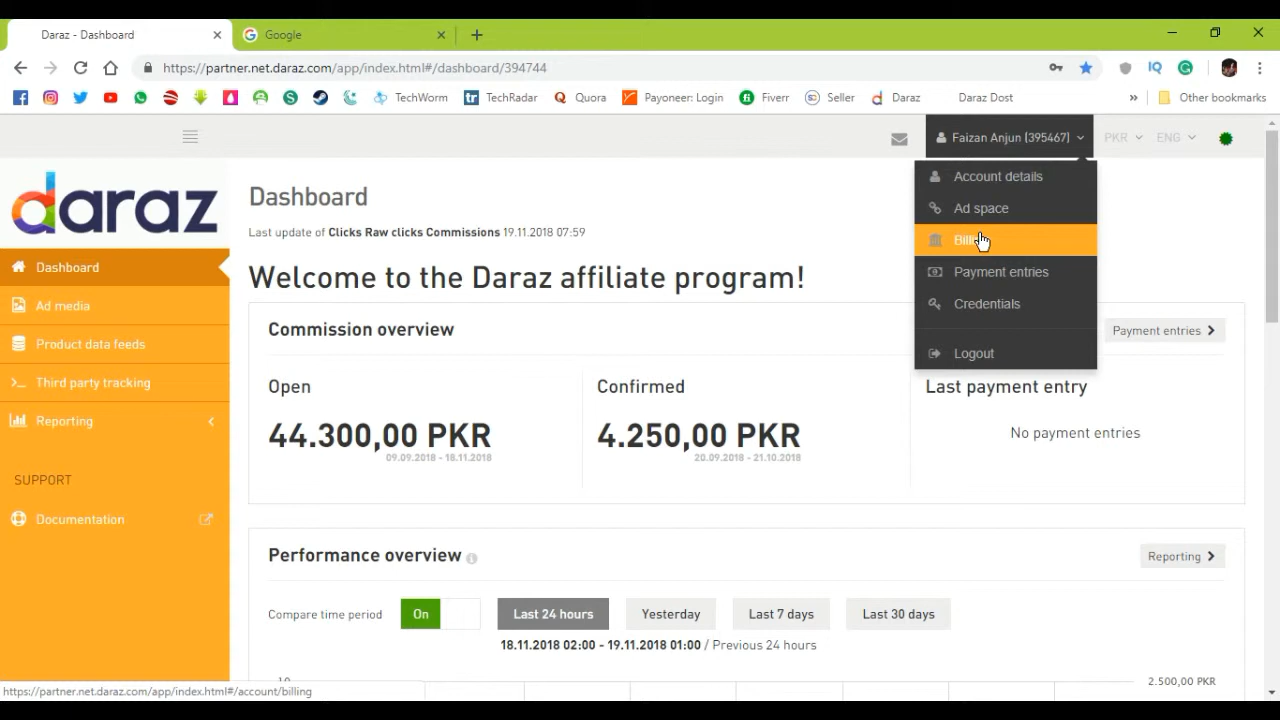 Daraz - Dashboard
Google
https://partner.net.daraz.com/app/index.html#/dashboard/394744
TechWorm
TechRadar
Quora
Payoneer: Login
Fiverr
Seller
Daraz
Daraz Dost
Other bookmarks
Faizan Anjun (395467)
PKR
ENG
Account details
Ad space
Payment entries
Credentials
Logout
daraz
Dashboard
Ad media
Product data feeds
Third party tracking
Reporting
SUPPORT
Documentation
Dashboard
Last update of Clicks Raw clicks Commissions 19.11.2018 07:59
Welcome to the Daraz affiliate program!
Commission overview
Payment entries
Open
44.300,00 PKR
09.09.2018 - 18.11.2018
Confirmed
4.250,00 PKR
20.09.2018 - 21.10.2018
Last payment entry
No payment entries
Performance overview
Reporting
Compare time period
On
Last 24 hours
Yesterday
Last 7 days
Last 30 days
18.11.2018 02:00 - 19.11.2018 01:00 / Previous 24 hours
10
2.500,00 PKR
https://partner.net.daraz.com/app/index.html#/account/billing